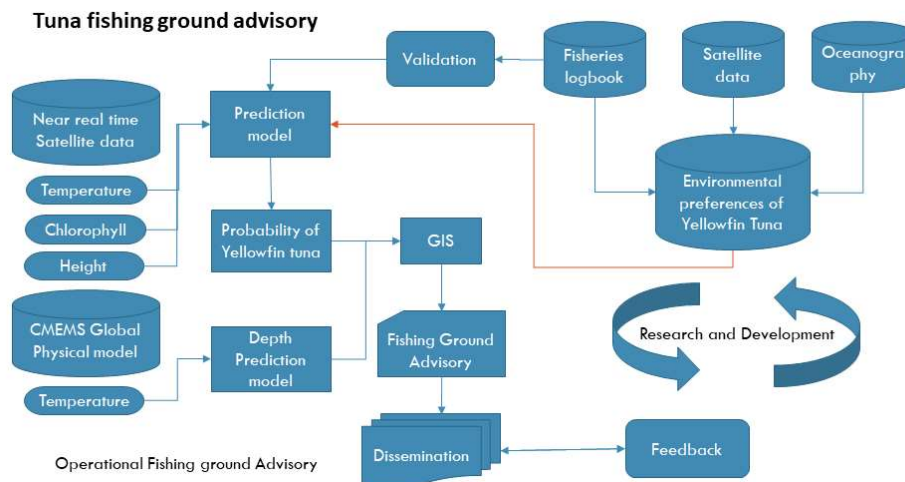 Tuna fishing ground advisory
Validation
Fisheries
logbook
Satellite
data
Oceanogra
phy
Near real time
Satellite data
Prediction
model
Temperature
Chlorophyll
Height
Environmental
preferences of
Yellowfin Tuna
Probability of
Yellowfin tuna
GIS
CMEMS Global
Physical model
Depth
Prediction
model
Fishing Ground
Advisory
Research and Development
Temperature
Operational Fishing ground Advisory
Dissemination
Feedback